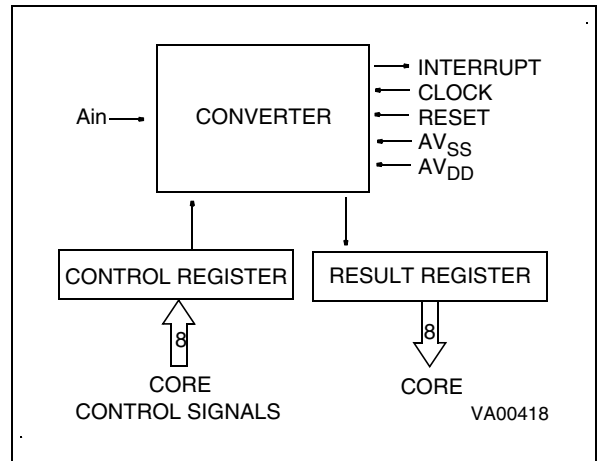 INTERRUPT
CLOCK
Ain
CONVERTER
RESET
AVSS
AVDD
CONTROL REGISTER
RESULT REGISTER
8
8
CORE
CONTROL SIGNALS
CORE
VA00418